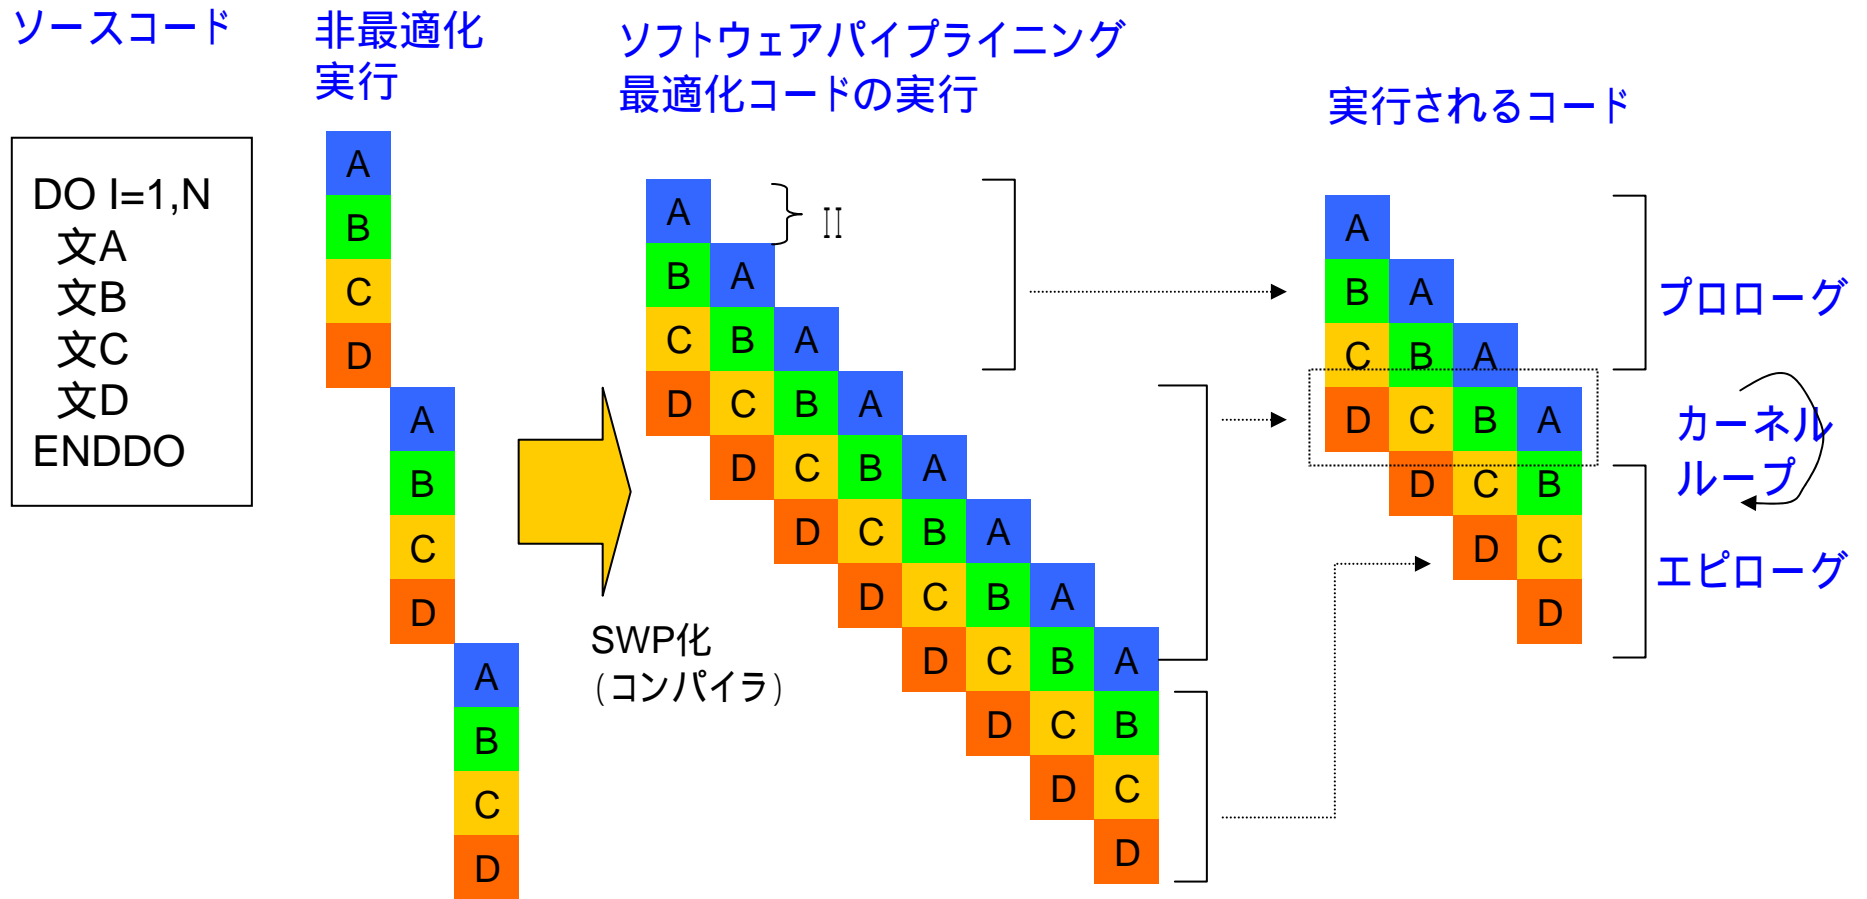 ソースコード
DO I=1,N
文A
文B
文C
文D
ENDDO
非最適化
実行
A
B
C
D
A
B
C
D
A
B
C
D
SWP化
(コンパイラ)
ソフトウェアパイプライニング
最適化コードの実行
A
II
B A
C B A
D C B A
D C B A
D C B A
D C B A
D C B A
D C B
D C
D
実行されるコード
A
B A
C B A
D C B A
D C B
D C
D
プロローグ
カーネル
ループ
エピローグ